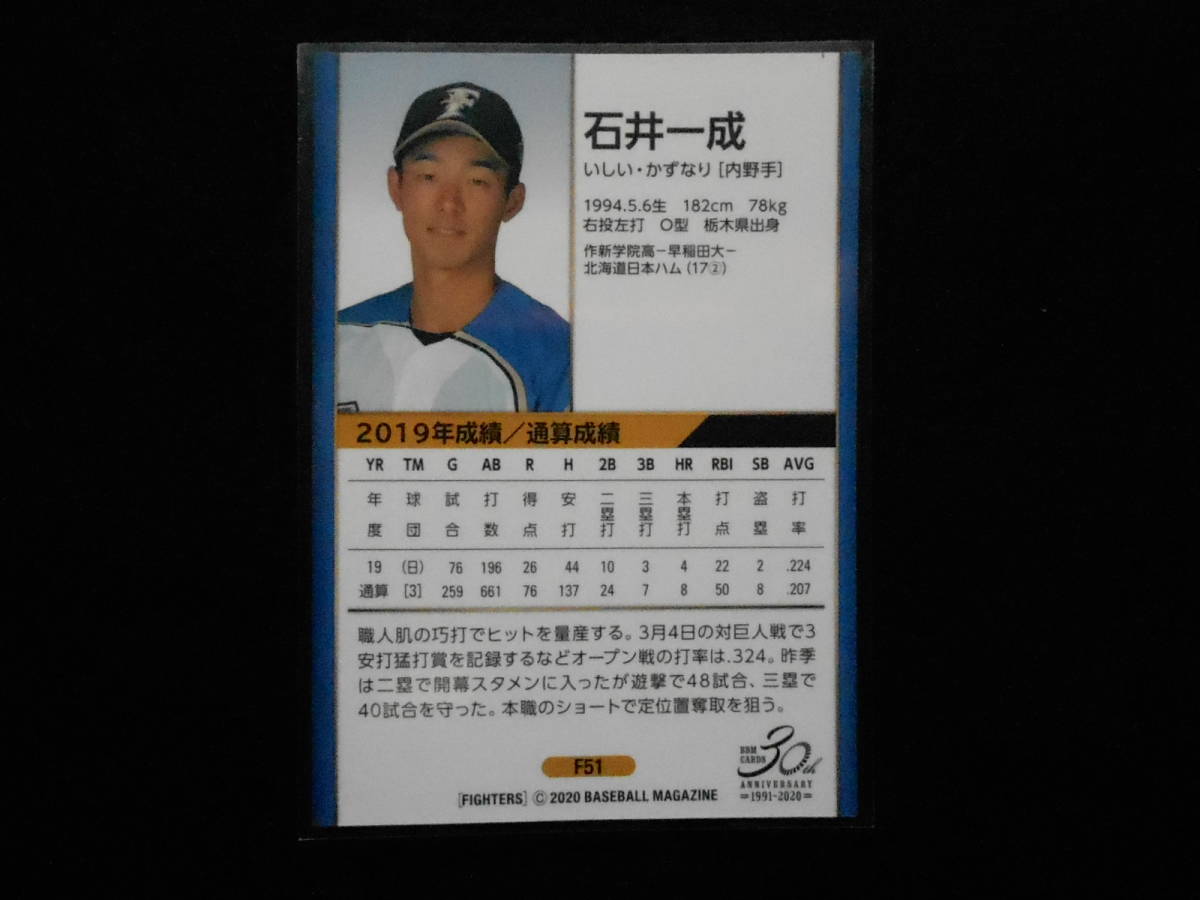 石井一成
いしい・かずなり[内野手]
1994.5.6生 182cm 78kg
右投左打 O型 栃木県出身
作新学院高ー早稲田大ー
北海道日本ハム(17②)
2019年成績／通算成績
YR TM G AB R H 2B 3B HR RBI SB AVG
年度 球団 試合 打数 得点 安打 二塁打 三塁打 本塁打 打点 盗塁 打率
19 (日) 76 196 26 44 10 3 4 22 2 .224
通算 [3] 259 661 76 137 24 7 8 50 8 .207
職人肌の巧打でヒットを量産する。3月4日の対巨人戦で3
安打猛打賞を記録するなどオープン戦の打率は.324。昨季
は二塁で開幕スタメンに入ったが遊撃で48試合、三塁で
40試合を守った。本職のショートで定位置奪取を狙う。
F51
BBM
CARDS
30th
ANNIVERSARY
=1991-2020=
[FIGHTERS] © 2020 BASEBALL MAGAZINE